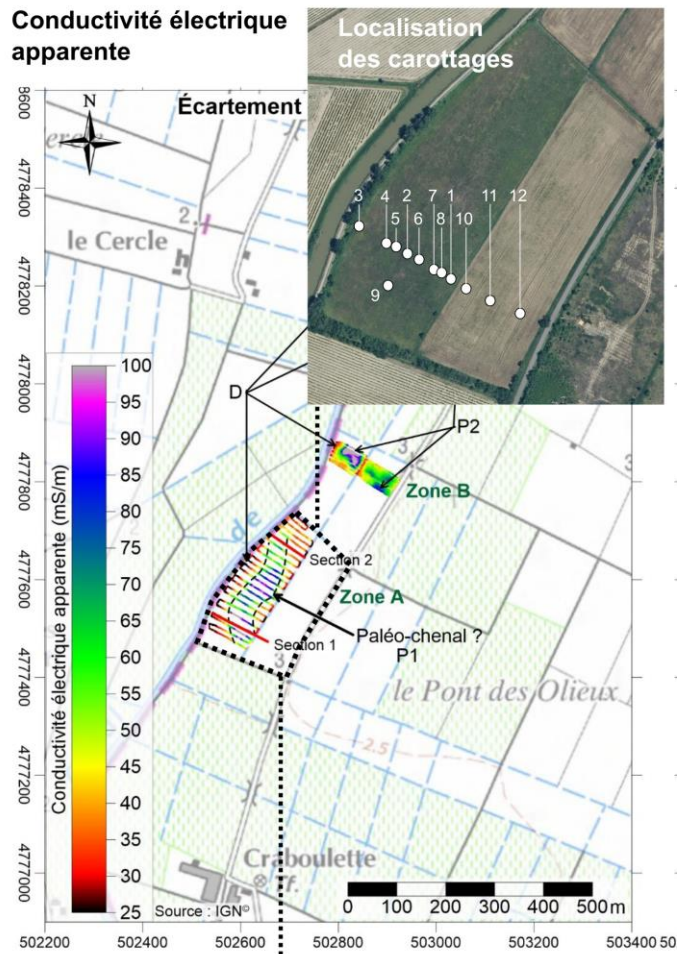 Conductivité électrique
apparente
Localisation
des carottages
Écartement
N
3 4 2 7 1 11 12
5 6 8 10
9
2.
le Cercle
D
P2
3
Zone B
de
Section 2
Zone A
Paléo-chenal ?
P1
Section 1
3
le Pont des Olieux
2.5
Craboulette
Conductivité électrique apparente (mS/m)
100
95
90
85
80
75
70
65
60
55
50
45
40
35
30
25
Source : IGN©
0 100 200 300 400 500 m
4778400
4778200
4778000
4777800
4777600
4777400
4777200
4777000
502200 502400 502600 502800 503000 503200 503400